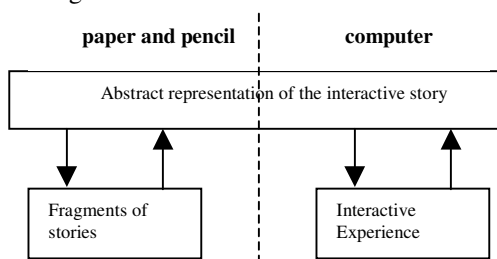 paper and pencil computer
Abstract representation of the interactive story
Fragments of
stories
Interactive
Experience